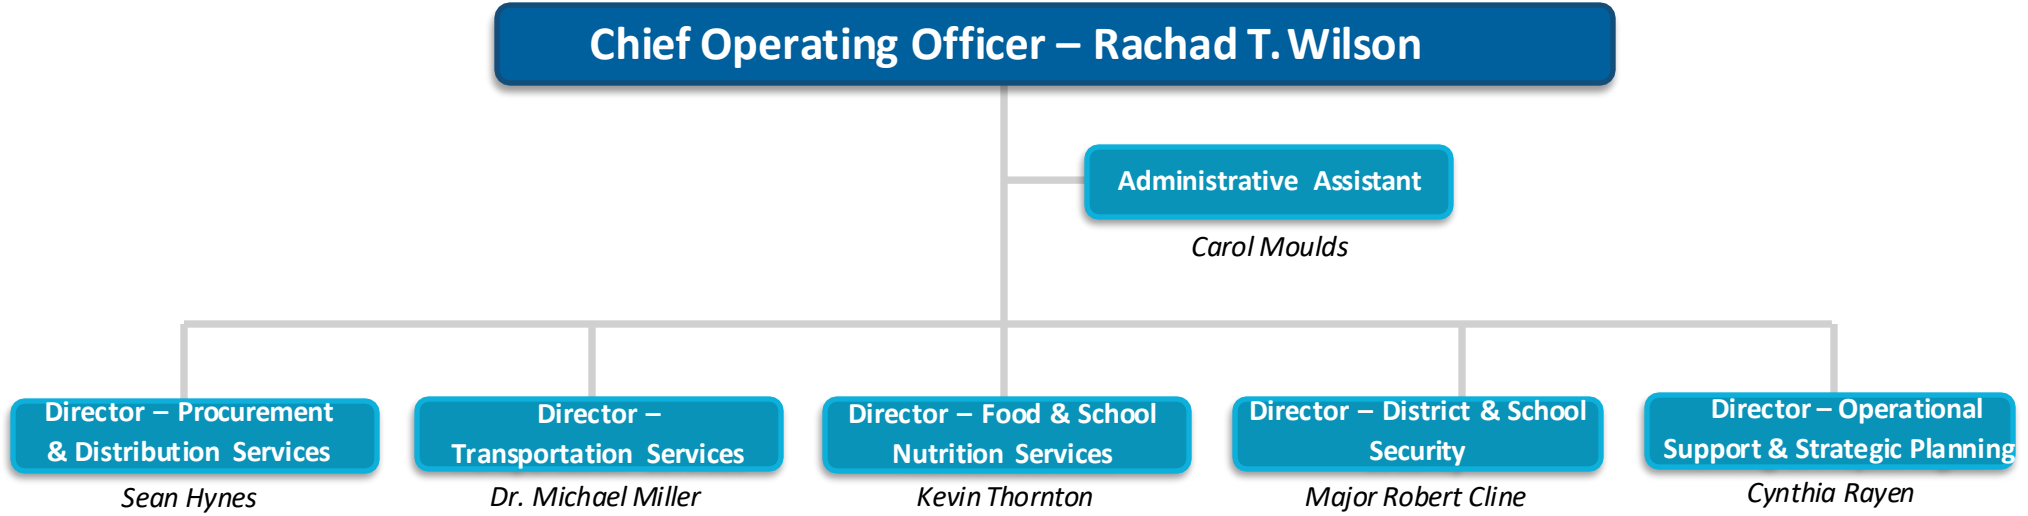 Chief Operating Officer – Rachad T. Wilson
Administrative Assistant
Carol Moulds
Director – Procurement
& Distribution Services
Sean Hynes
Director –
Transportation Services
Dr. Michael Miller
Director – Food & School
Nutrition Services
Kevin Thornton
Director – District & School
Security
Major Robert Cline
Director – Operational
Support & Strategic Planning
Cynthia Rayen